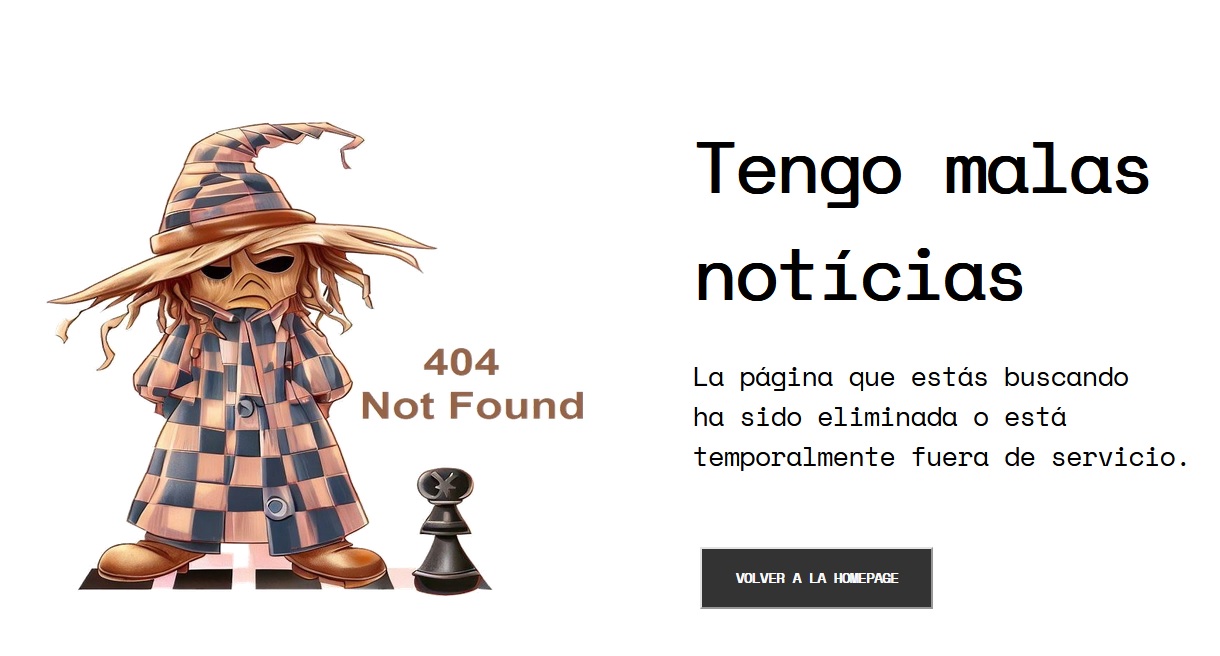 404
Not Found
Tengo malas
notícias
La página que estás buscando
ha sido eliminada o está
temporalmente fuera de servicio.
VOLVER A LA HOMEPAGE